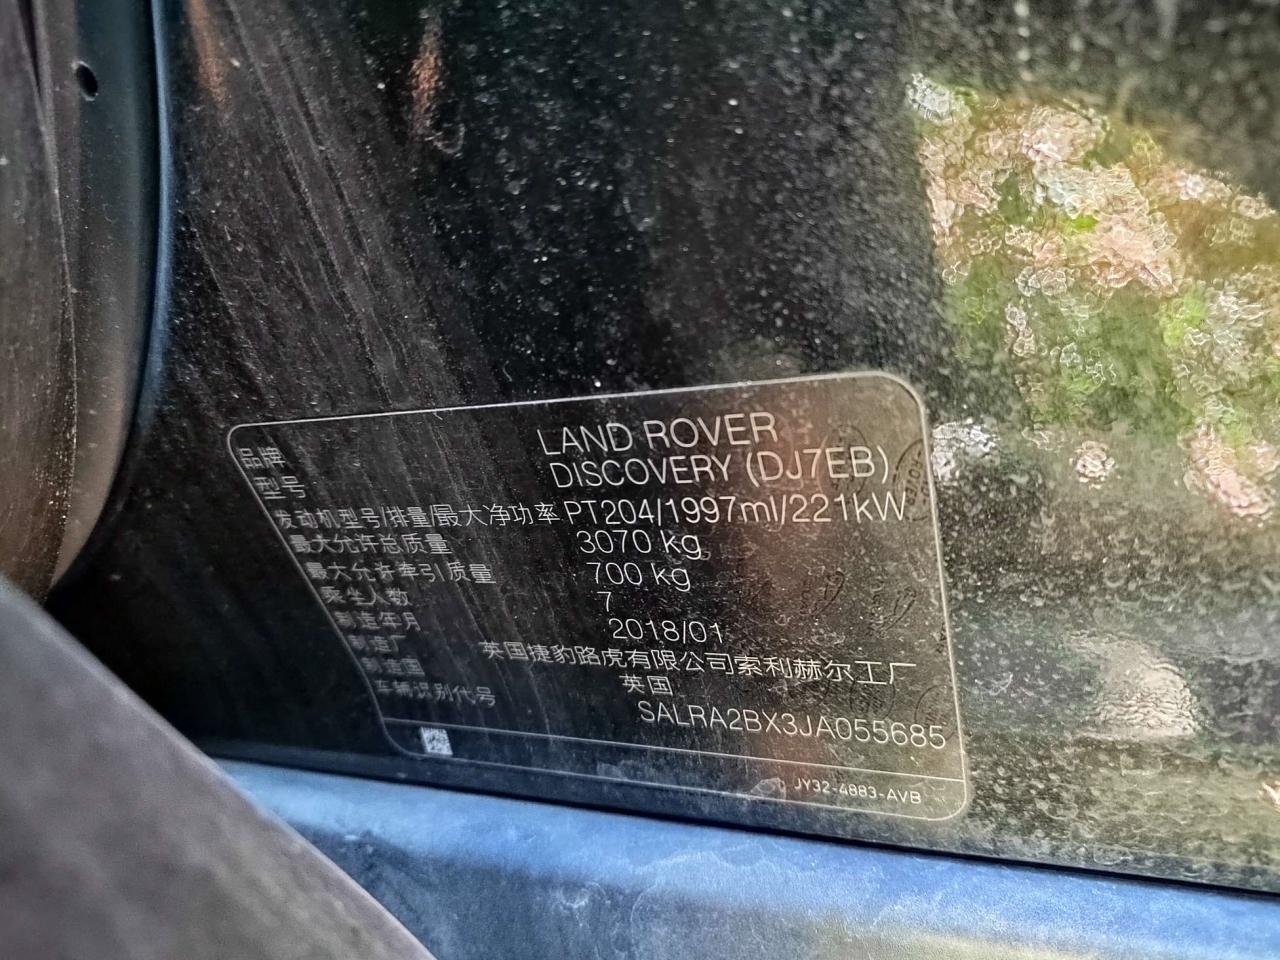 品牌 LAND ROVER
型号 DISCOVERY (DJ7EB)
发动机型号/排量/最大净功率 PT204/1997ml/221kW
最大允许总质量 3070 kg
最大允许牵引质量 700 kg
乘坐人数 7
制造年月 2018/01
制造厂 英国捷豹路虎有限公司索利赫尔工厂
制造国 英国
车辆识别代号 SALRA2BX3JA055685
JY32-4883-AVB